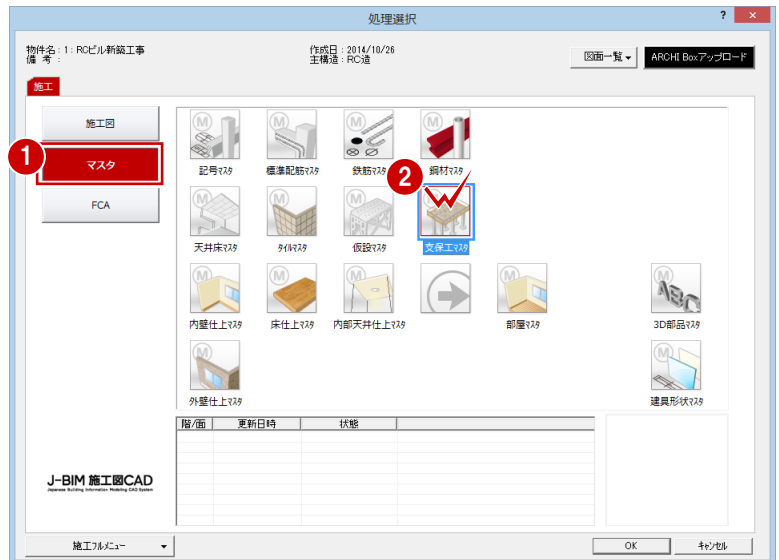 処理選択
? ×
物件名：1：RCビル新築工事
備 考 ：
作成日：2014/10/26
主構造：RC造
図面一覧 ▼
ARCHI Boxアップロード
施工
施工図
1 マスタ
FCA
M M M M
記号ﾏｽﾀ 標準配筋ﾏｽﾀ 鉄筋ﾏｽﾀ 鋼材ﾏｽﾀ
2
M M M M
天井床ﾏｽﾀ ﾀｲﾙﾏｽﾀ 仮設ﾏｽﾀ 支保工ﾏｽﾀ
M M M M M
ABC
内壁仕上ﾏｽﾀ 床仕上ﾏｽﾀ 内部天井仕上ﾏｽﾀ 部屋ﾏｽﾀ 3D部品ﾏｽﾀ
M M
外壁仕上ﾏｽﾀ 建具形状ﾏｽﾀ
階/面 更新日時 状態
J-BIM 施工図CAD
Japanese Building Information Modeling CAD System
施工ﾌﾙﾒﾆｭｰ ▼
OK ｷｬﾝｾﾙ